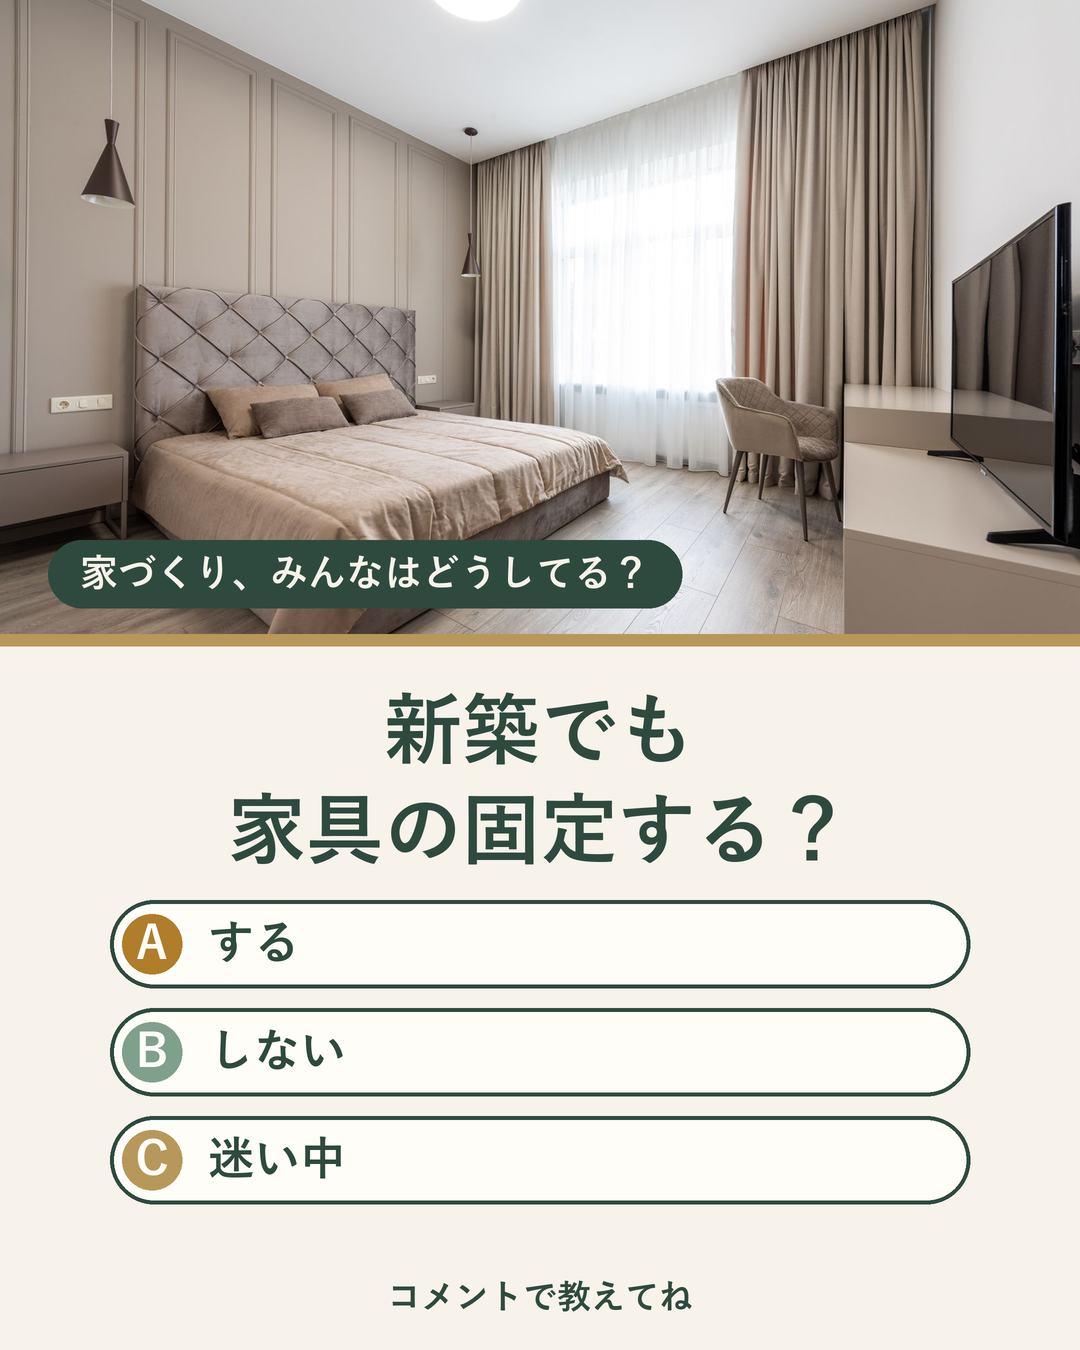 家づくり、みんなはどうしてる？
新築でも
家具の固定する？
A する
B しない
C 迷い中
コメントで教えてね